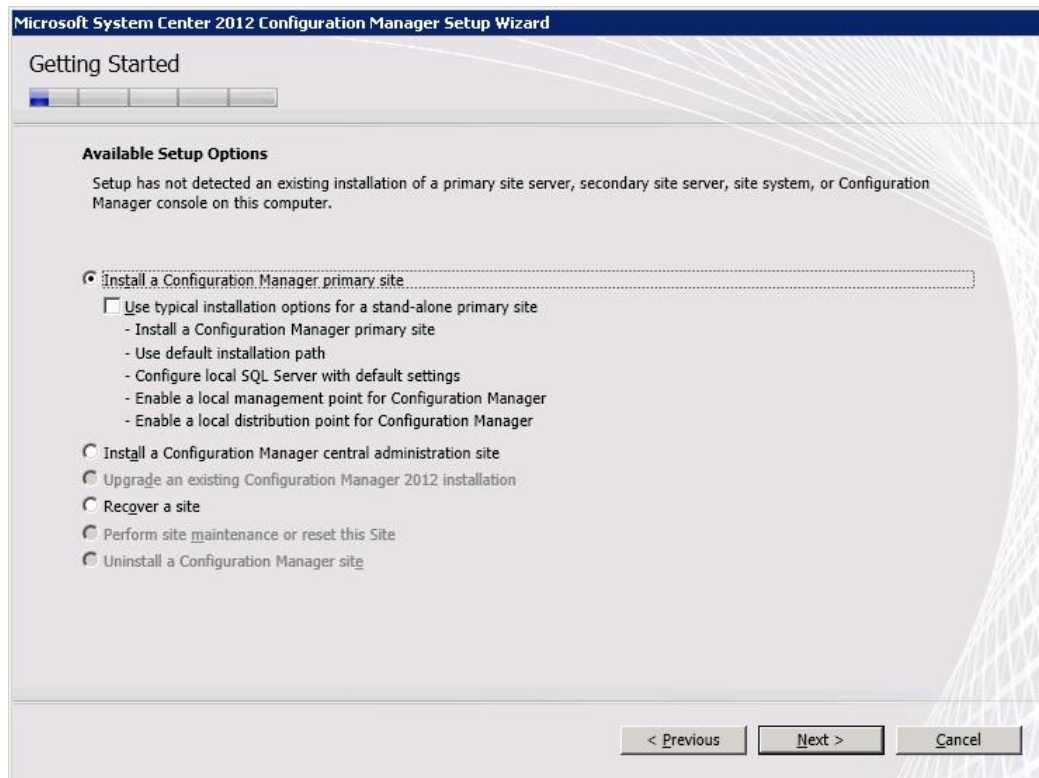 Microsoft System Center 2012 Configuration Manager Setup Wizard
Getting Started
Available Setup Options
Setup has not detected an existing installation of a primary site server, secondary site server, site system, or Configuration
Manager console on this computer.
Install a Configuration Manager primary site
Use typical installation options for a stand-alone primary site
- Install a Configuration Manager primary site
- Use default installation path
- Configure local SQL Server with default settings
- Enable a local management point for Configuration Manager
- Enable a local distribution point for Configuration Manager
Install a Configuration Manager central administration site
Upgrade an existing Configuration Manager 2012 installation
Recover a site
Perform site maintenance or reset this Site
Uninstall a Configuration Manager site
< Previous Next > Cancel